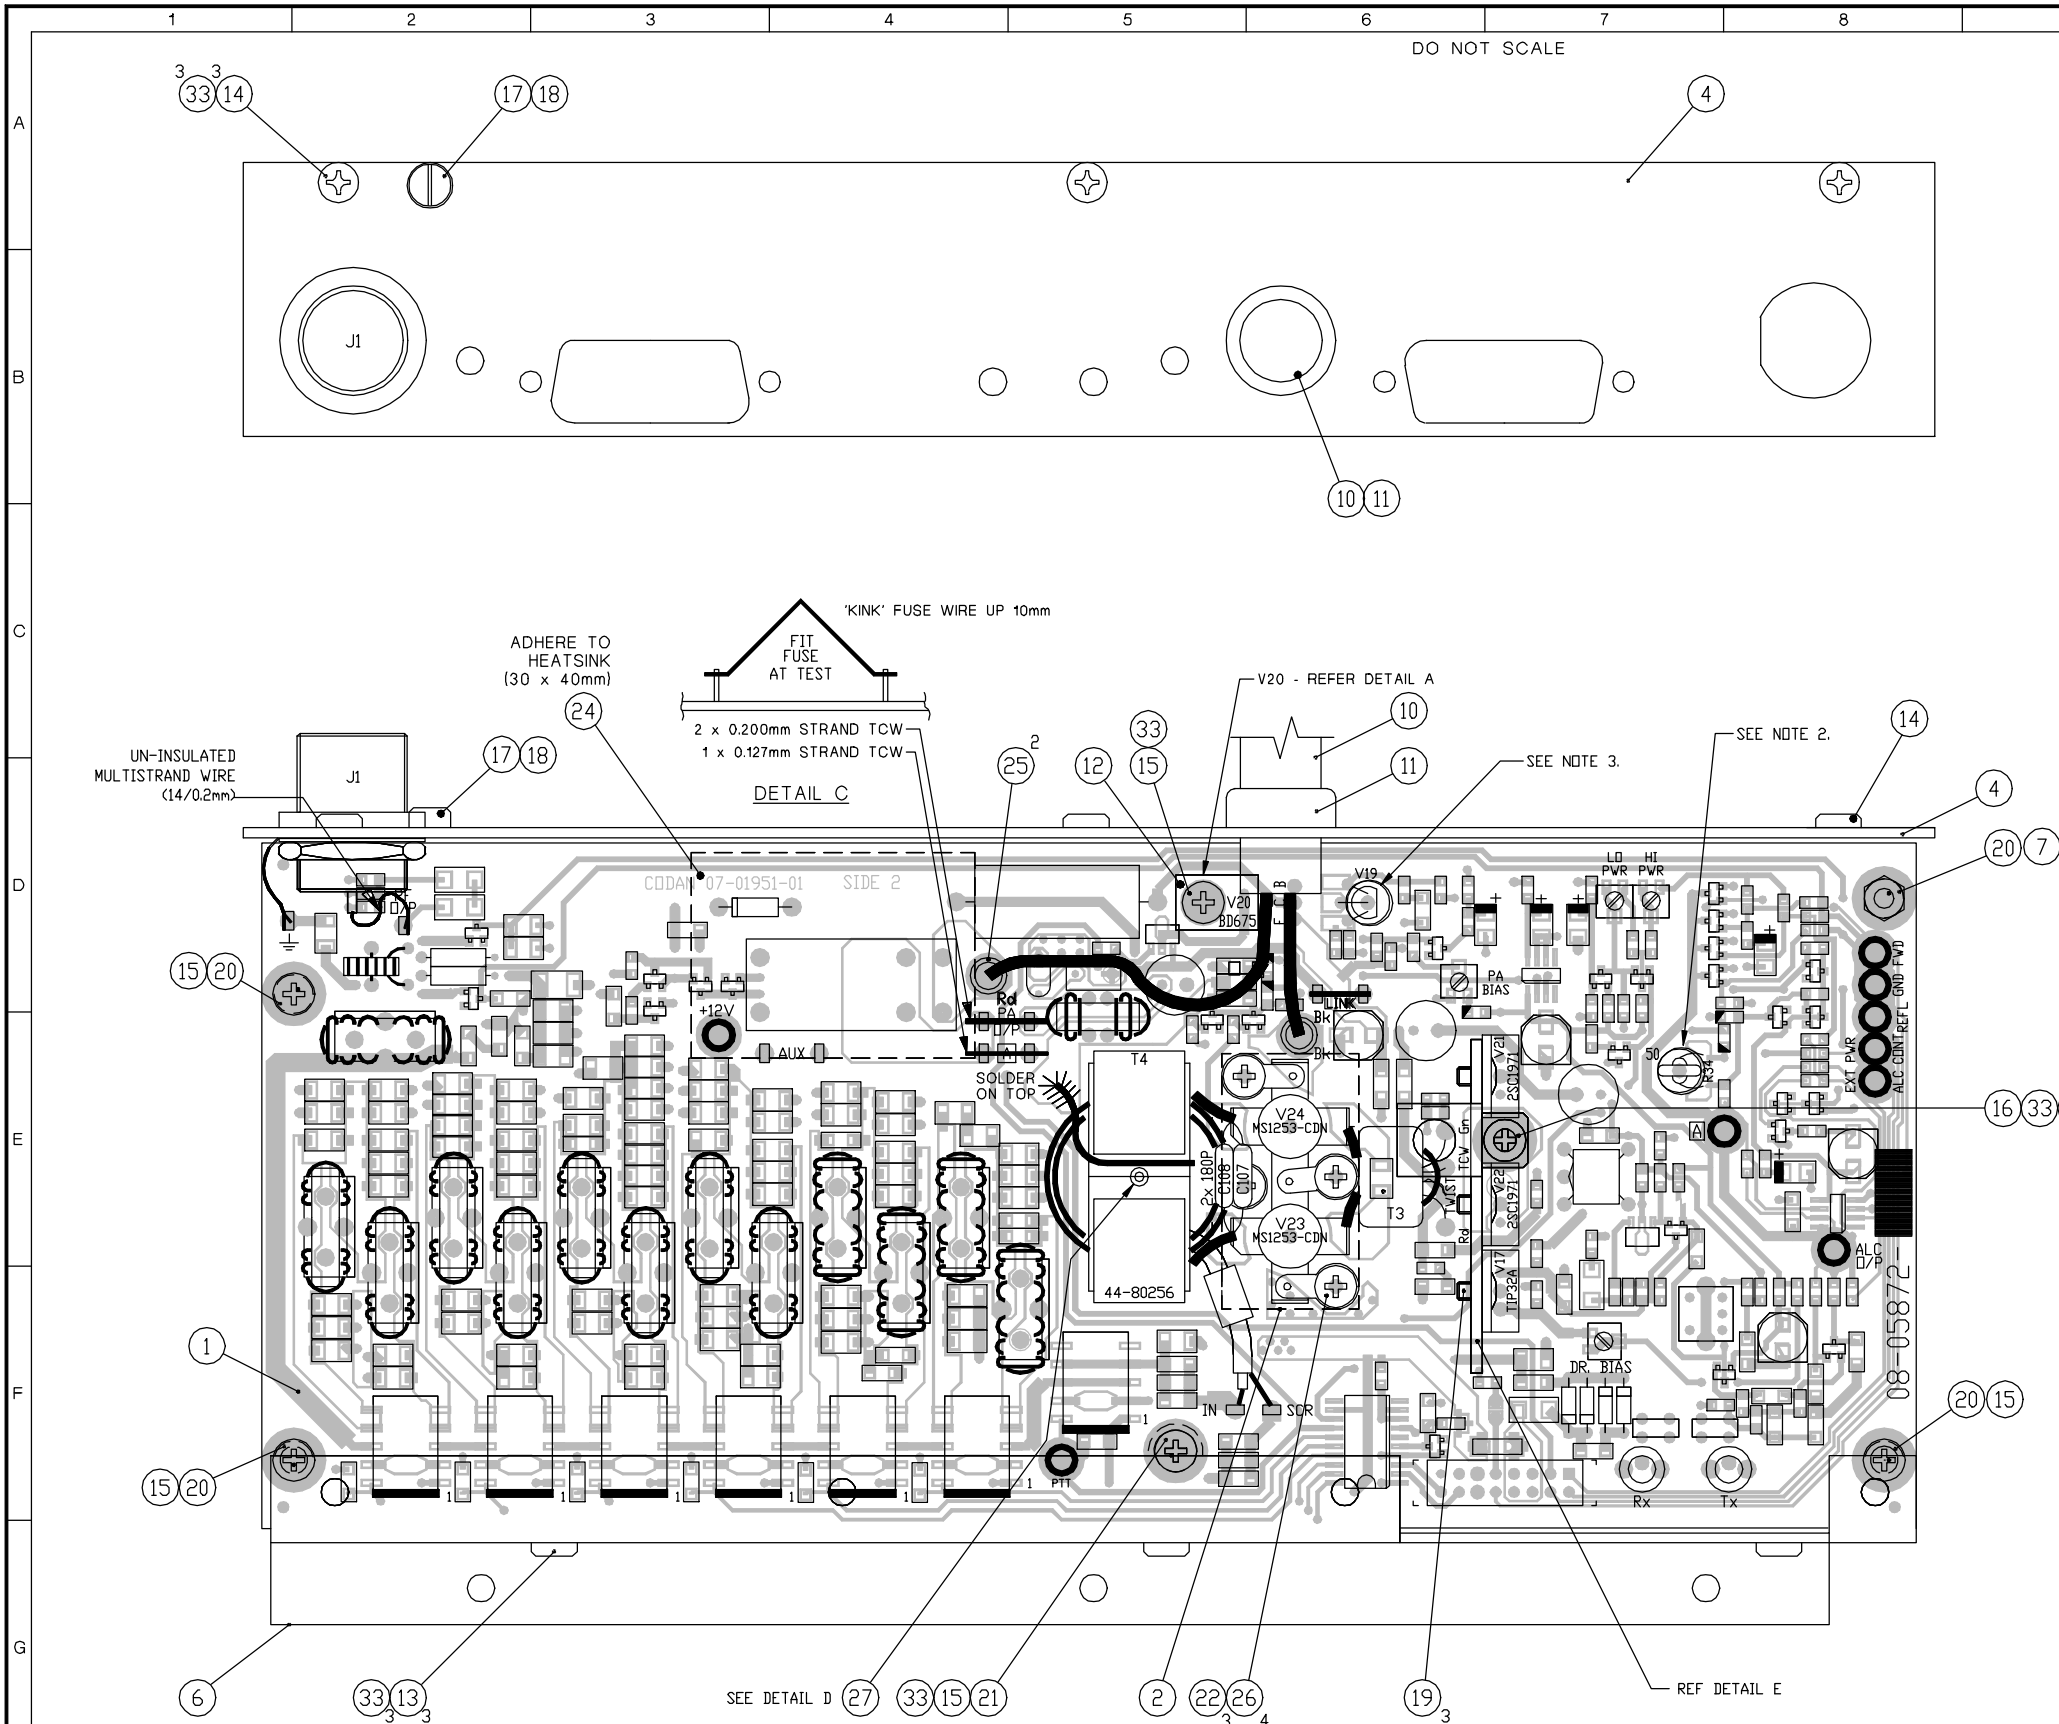 1 2 3 4 5 6 7 8
DO NOT SCALE
A
3 3
33 14
17 18
4
B
J1
10 11
C
'KINK' FUSE WIRE UP 10mm
FIT
FUSE
AT TEST
ADHERE TO
HEATSINK
(30 x 40mm)
24
2 x 0.200mm STRAND TCW
1 x 0.127mm STRAND TCW
DETAIL C
V20 - REFER DETAIL A
10
11
33
15
12
25 2
SEE NOTE 3.
SEE NOTE 2.
14
4
UN-INSULATED
MULTISTRAND WIRE
(14/0.2mm)
17 18
J1
D
20 7
CODAN 07-01951-01 SIDE 2
O/P
V20
BD675
E C B
V19
LO
PWR
HI
PWR
+ + + +
15 20
PA
BIAS
FWD
GND
REFL
ALC CONT
EXT PWR
+12V
AUX
Rd
PA
O/P
A
LINK
Bk
Bk
SOLDER
ON TOP
T4
V21
2SC1971
50
R34
E
16 33
V24
MS1253-CDN
2x 180P
C108
C107
V23
MS1253-CDN
T3
TWIST TCW Gn
Rd
V22
2SC1971
A
+
ALC
O/P
44-80256
V17
TIP32A
08-05872
1
F
DR. BIAS
IN
SCR
20 15
15 20
1 1 1 1 1 1 1
PTT
Rx
Tx
G
6
33 3 13 3
SEE DETAIL D 27
33 15 21
2
22 3 26 4
19 3
REF DETAIL E